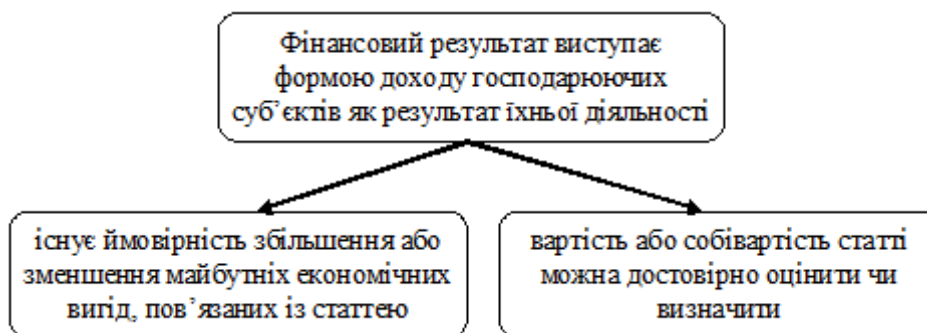 Фінансовий результат виступає
формою доходу господарюючих
суб’єктів як результат їхньої діяльності
існує ймовірність збільшення або
зменшення майбутніх економічних
вигід, пов’язаних із статтею
вартість або собівартість статті
можна достовірно оцінити чи
визначити